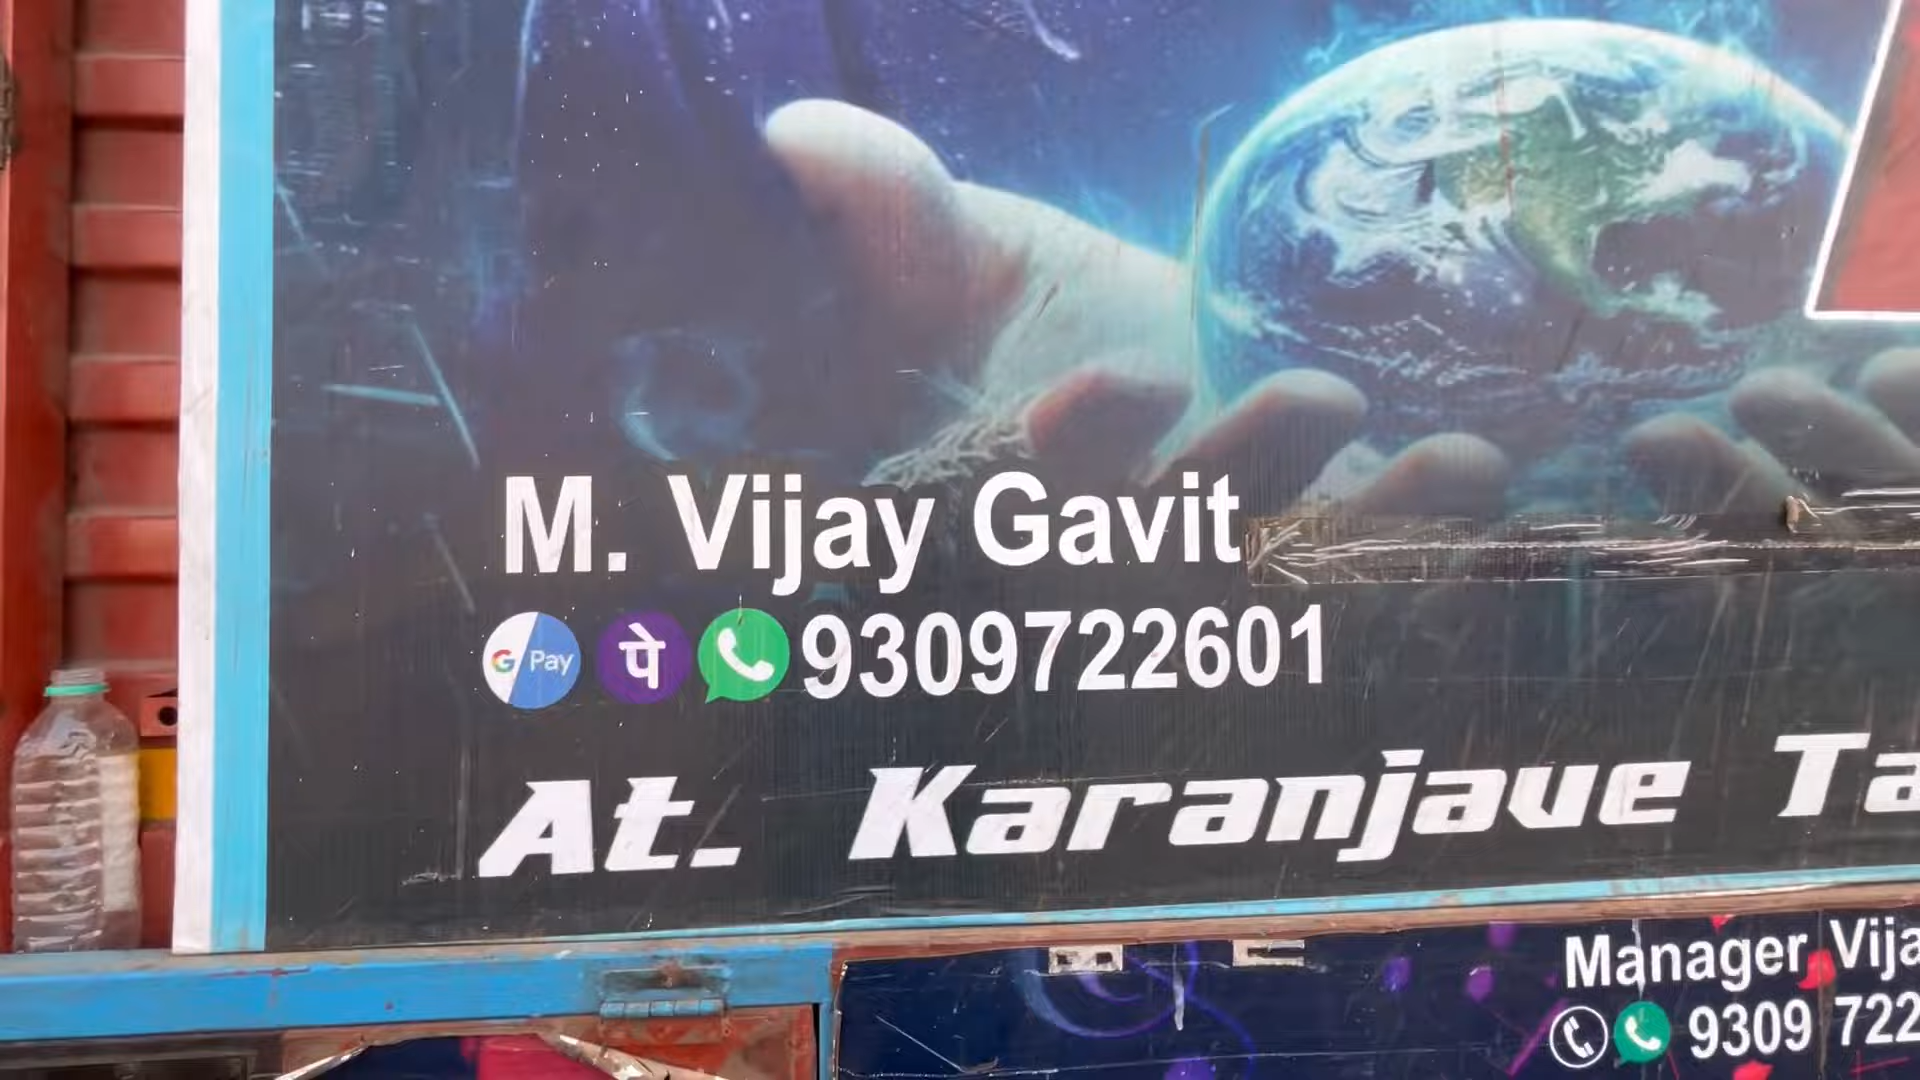 M. Vijay Gavit
G Pay पे 9309722601
At. Karanjave Ta
Manager Vija
9309 722